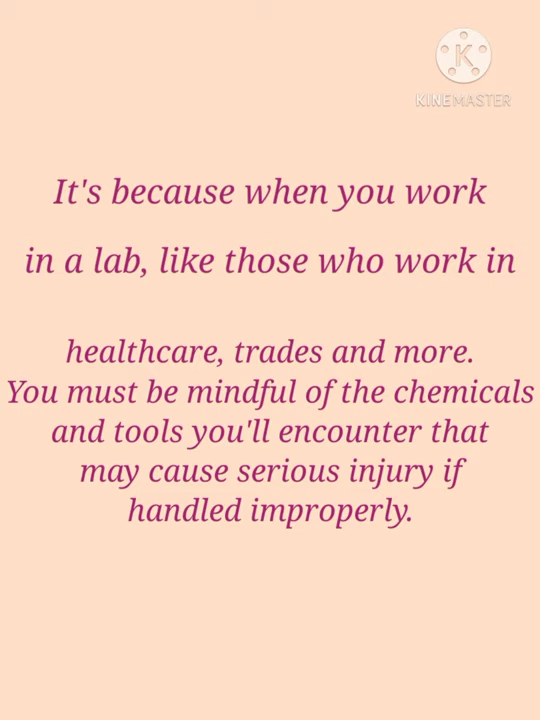 KINEMASTER
It's because when you work
in a lab, like those who work in
healthcare, trades and more.
You must be mindful of the chemicals
and tools you'll encounter that
may cause serious injury if
handled improperly.